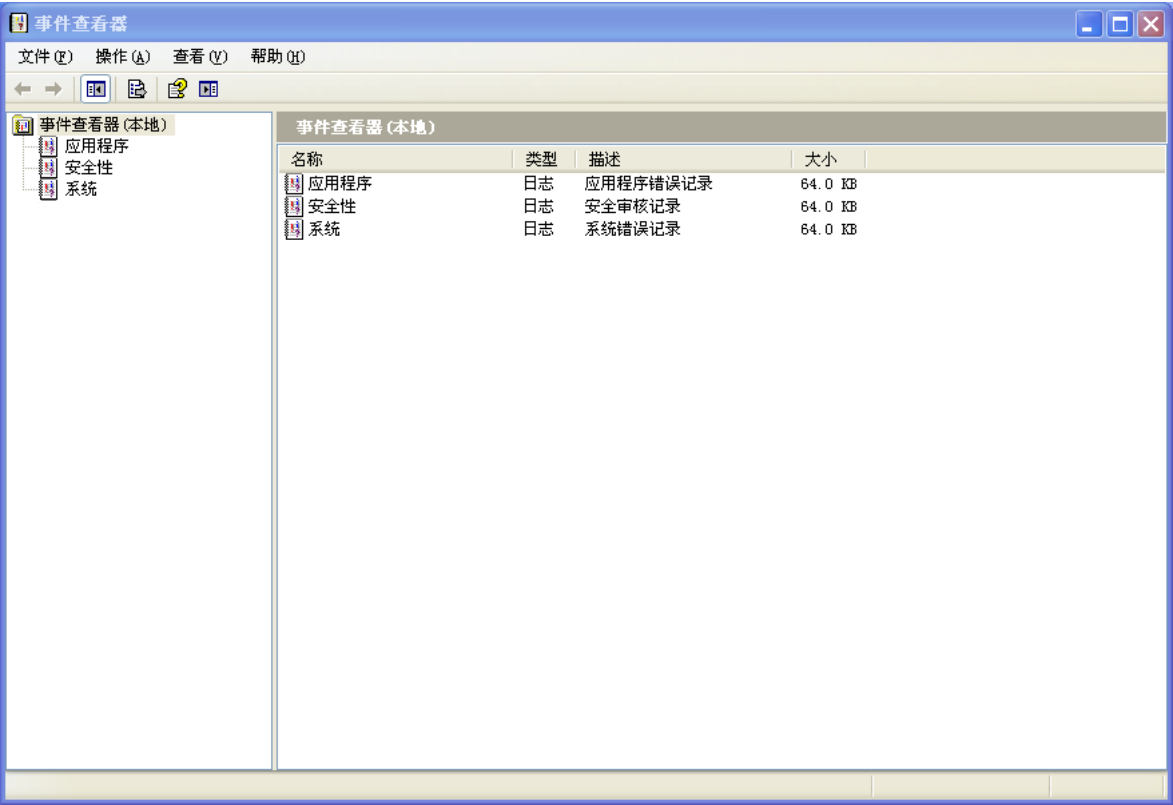 事件查看器
文件(F) 操作(A) 查看(V) 帮助(H)
事件查看器(本地)
应用程序
安全性
系统
事件查看器(本地)
名称 类型 描述 大小
应用程序 日志 应用程序错误记录 64.0 KB
安全性 日志 安全审核记录 64.0 KB
系统 日志 系统错误记录 64.0 KB